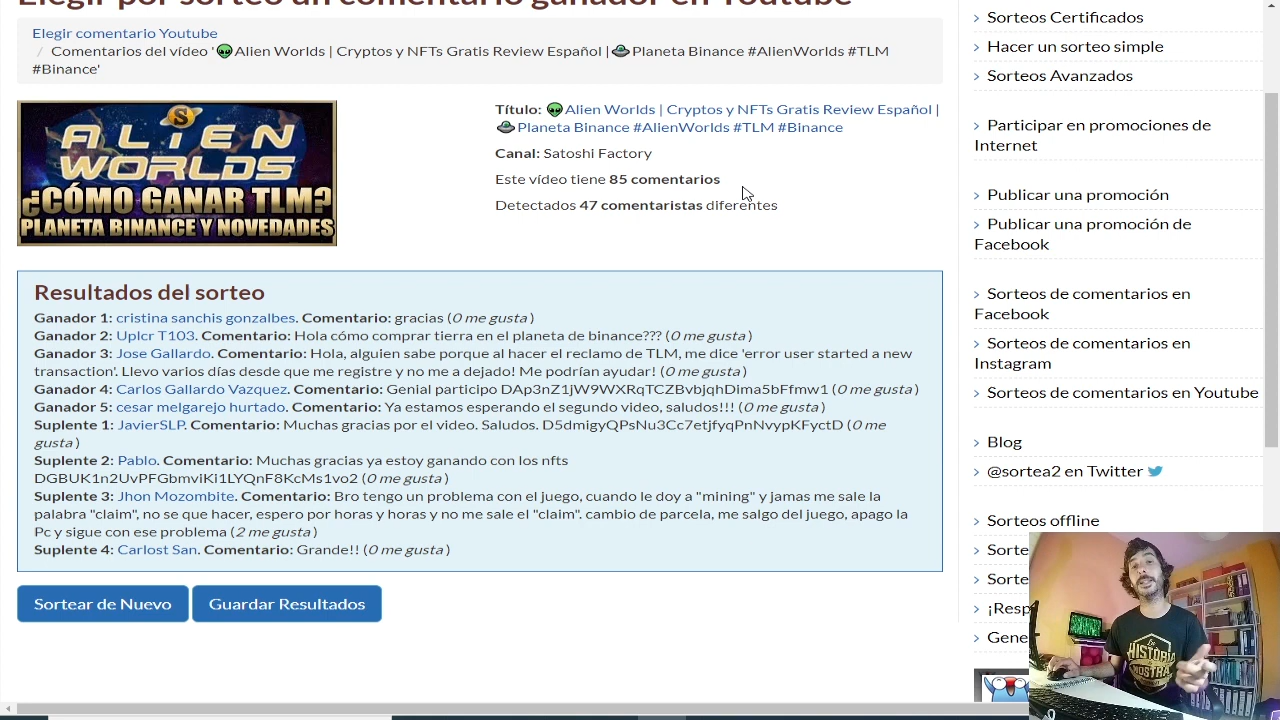 Elegir por sorteo un comentario ganador en Youtube
Elegir comentario Youtube
/ Comentarios del vídeo '👽Alien Worlds | Cryptos y NFTs Gratis Review Español |🛸Planeta Binance #AlienWorlds #TLM
#Binance'
ALIEN
WORLDS
¿CÓMO GANAR TLM?
PLANETA BINANCE Y NOVEDADES
Título: 👽Alien Worlds | Cryptos y NFTs Gratis Review Español |
🛸Planeta Binance #AlienWorlds #TLM #Binance
Canal: Satoshi Factory
Este vídeo tiene 85 comentarios
Detectados 47 comentaristas diferentes
Resultados del sorteo
Ganador 1: cristina sanchis gonzalbes. Comentario: gracias (0 me gusta )
Ganador 2: Uplcr T103. Comentario: Hola cómo comprar tierra en el planeta de binance??? (0 me gusta )
Ganador 3: Jose Gallardo. Comentario: Hola, alguien sabe porque al hacer el reclamo de TLM, me dice 'error user started a new
transaction'. Llevo varios días desde que me registre y no me a dejado! Me podrían ayudar! (0 me gusta )
Ganador 4: Carlos Gallardo Vazquez. Comentario: Genial participo DAp3nZ1jW9WXRqTCZBvbjqhDima5bFfmw1 (0 me gusta )
Ganador 5: cesar melgarejo hurtado. Comentario: Ya estamos esperando el segundo video, saludos!!! (0 me gusta )
Suplente 1: JavierSLP. Comentario: Muchas gracias por el video. Saludos. D5dmigyQPsNu3Cc7etjfyqPnNvypKFyctD (0 me
gusta )
Suplente 2: Pablo. Comentario: Muchas gracias ya estoy ganando con los nfts
DGBUK1n2UvPFGbmviKi1LYQnF8KcMs1vo2 (0 me gusta )
Suplente 3: Jhon Mozombite. Comentario: Bro tengo un problema con el juego, cuando le doy a "mining" y jamas me sale la
palabra "claim", no se que hacer, espero por horas y horas y no me sale el "claim". cambio de parcela, me salgo del juego, apago la
Pc y sigue con ese problema (2 me gusta )
Suplente 4: Carlost San. Comentario: Grande!! (0 me gusta )
Sortear de Nuevo
Guardar Resultados
Sorteos Certificados
Hacer un sorteo simple
Sorteos Avanzados
Participar en promociones de
Internet
Publicar una promoción
Publicar una promoción de
Facebook
Sorteos de comentarios en
Facebook
Sorteos de comentarios en
Instagram
Sorteos de comentarios en Youtube
Blog
@sortea2 en Twitter
Sorteos offline
Sorte
Sorte
¡Resp
Gene
HISTORIA